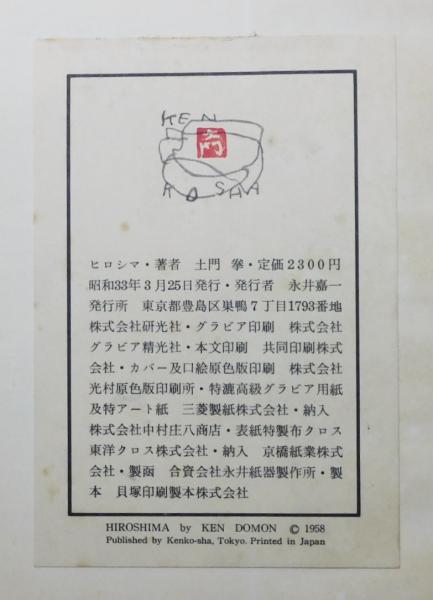 KEN
門
KOSHA
ヒロシマ・著者 土門 拳・定価2300円
昭和33年3月25日発行・発行者 永井嘉一
発行所 東京都豊島区巣鴨7丁目1793番地
株式会社研光社・グラビア印刷 株式会社
グラビア精光社・本文印刷 共同印刷株式
会社・カバー及口絵原色版印刷 株式会社
光村原色版印刷所・特漉高級グラビア用紙
及特アート紙 三菱製紙株式会社・納入
株式会社中村庄八商店・表紙特製布クロス
東洋クロス株式会社・納入 京橋紙業株式
会社・製函 合資会社永井紙器製作所・製
本 貝塚印刷製本株式会社
HIROSHIMA by KEN DOMON © 1958
Published by Kenko-sha, Tokyo. Printed in Japan